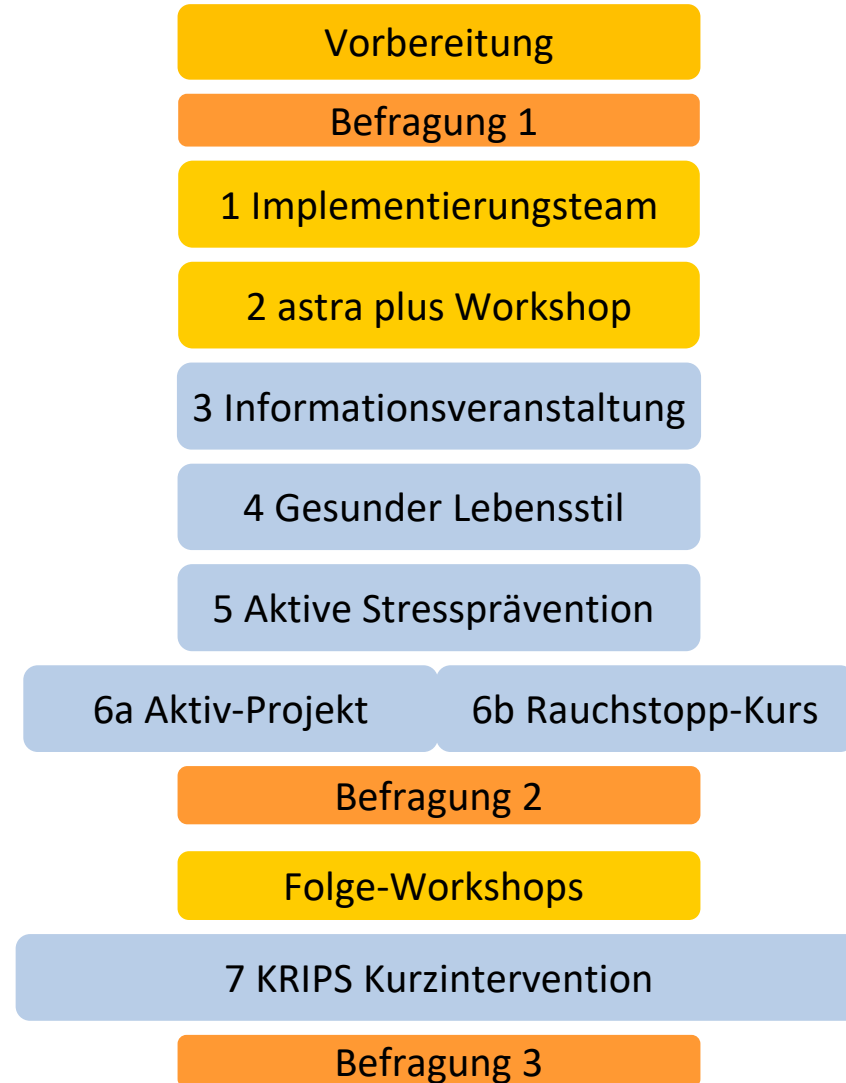 Vorbereitung
Befragung 1
1 Implementierungsteam
2 astra plus Workshop
3 Informationsveranstaltung
4 Gesunder Lebensstil
5 Aktive Stressprävention
6a Aktiv-Projekt
6b Rauchstopp-Kurs
Befragung 2
Folge-Workshops
7 KRIPS Kurzintervention
Befragung 3